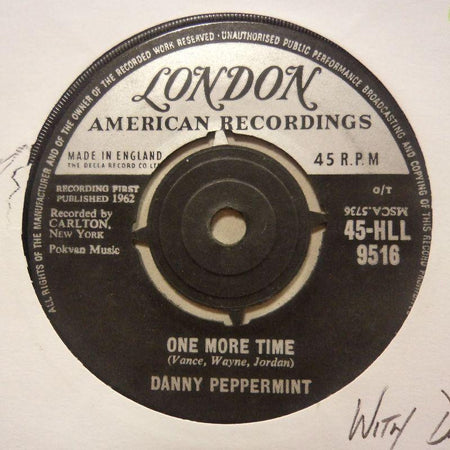 ALL RIGHTS OF THE MANUFACTURER AND OF THE OWNER OF THE RECORDED WORK RESERVED · UNAUTHORISED PUBLIC PERFORMANCE BROADCASTING AND COPYING OF THIS RECORD
LONDON
AMERICAN RECORDINGS
MADE IN ENGLAND
THE DECCA RECORD CO LTD
45 R.P.M
RECORDING FIRST
PUBLISHED 1962
Recorded by
CARLTON,
NEW YORK
Pokvan Music
I/O
MSCA.5736
45-HLL
9516
ONE MORE TIME
(Vance, Wayne, Jordan)
DANNY PEPPERMINT
WITH